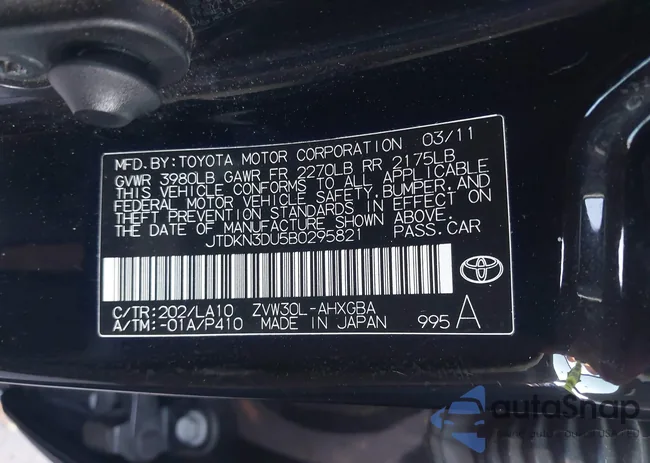 MFD.BY:TOYOTA MOTOR CORPORATION 03/11
GVWR 3980LB GAWR FR 2270LB RR 2175LB
THIS VEHICLE CONFORMS TO ALL APPLICABLE
FEDERAL MOTOR VEHICLE SAFETY,BUMPER,AND
THEFT PREVENTION STANDARDS IN EFFECT ON
THE DATE OF MANUFACTURE SHOWN ABOVE.
JTDKN3DU5B0295821 PASS.CAR
C/TR:202/LA10 ZVW30L-AHXGBA
A/TM:-01A/P410 MADE IN JAPAN 995 A
autoSnap